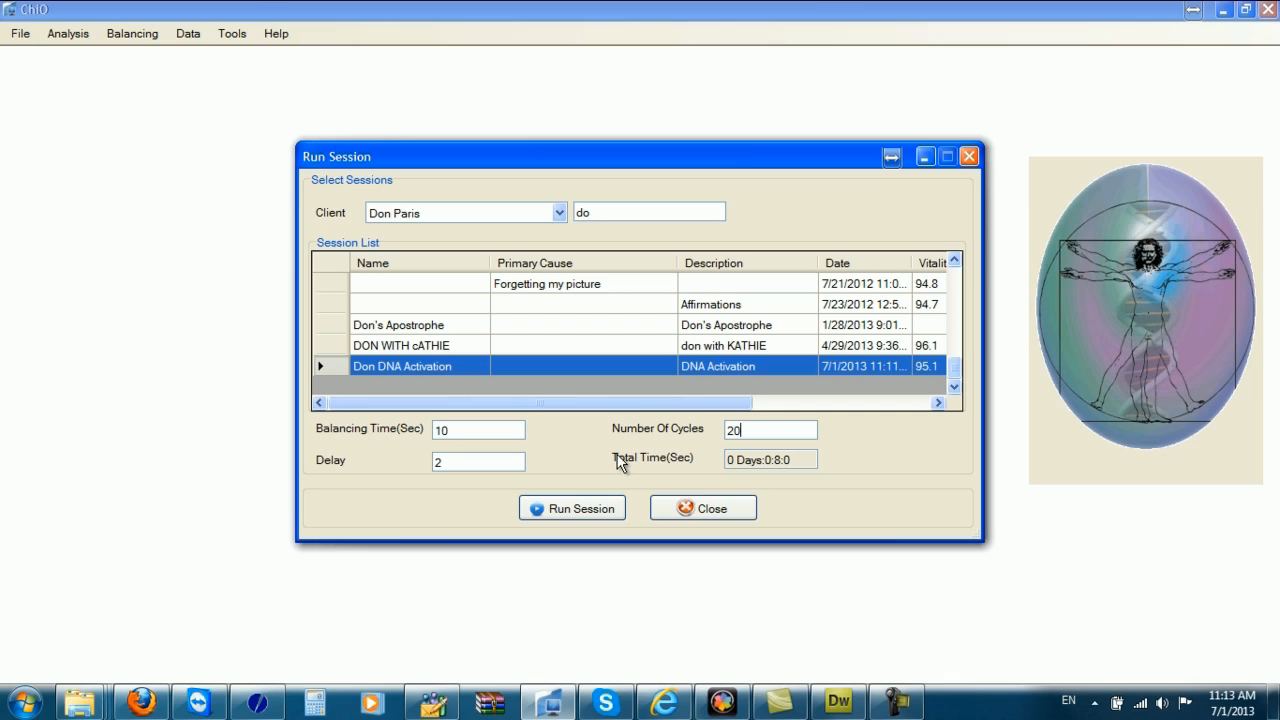 ChIO
File Analysis Balancing Data Tools Help
Run Session
Select Sessions
Client Don Paris do
Session List
Name Primary Cause Description Date Vitalit
Forgetting my picture 7/21/2012 11:0... 94.8
Affirmations 7/23/2012 12:5... 94.7
Don's Apostrophe Don's Apostrophe 1/28/2013 9:01...
DON WITH cATHIE don with KATHIE 4/29/2013 9:36... 96.1
Don DNA Activation DNA Activation 7/1/2013 11:11... 95.1
Balancing Time(Sec) 10 Number Of Cycles 20
Delay 2 Total Time(Sec) 0 Days:0:8:0
Run Session Close
Dw EN 11:13 AM
7/1/2013